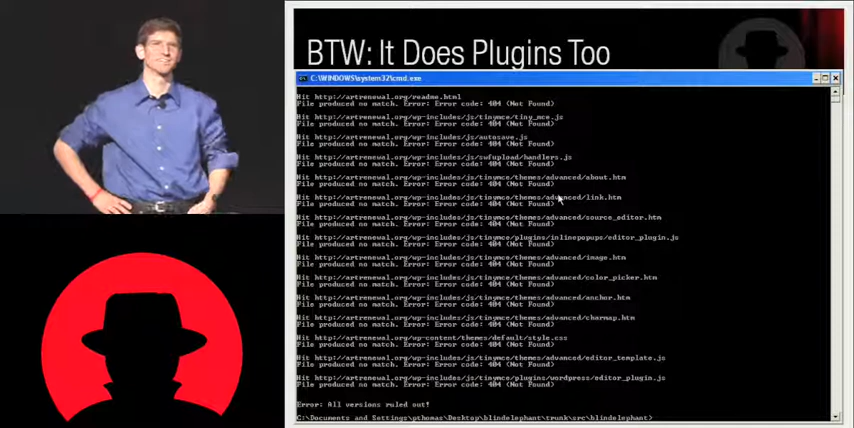 BTW: It Does Plugins Too
C:\WINDOWS\system32\cmd.exe
Hit http://artrenewal.org/readme.html
File produced no match. Error: Error code: 404 (Not Found)
Hit http://artrenewal.org/wp-includes/js/tinymce/tiny_mce.js
File produced no match. Error: Error code: 404 (Not Found)
Hit http://artrenewal.org/wp-includes/js/autosave.js
File produced no match. Error: Error code: 404 (Not Found)
Hit http://artrenewal.org/wp-includes/js/swfupload/handlers.js
File produced no match. Error: Error code: 404 (Not Found)
Hit http://artrenewal.org/wp-includes/js/tinymce/themes/advanced/about.htm
File produced no match. Error: Error code: 404 (Not Found)
Hit http://artrenewal.org/wp-includes/js/tinymce/themes/advanced/link.htm
File produced no match. Error: Error code: 404 (Not Found)
Hit http://artrenewal.org/wp-includes/js/tinymce/themes/advanced/source_editor.htm
File produced no match. Error: Error code: 404 (Not Found)
Hit http://artrenewal.org/wp-includes/js/tinymce/plugins/inlinepopups/editor_plugin.js
File produced no match. Error: Error code: 404 (Not Found)
Hit http://artrenewal.org/wp-includes/js/tinymce/themes/advanced/image.htm
File produced no match. Error: Error code: 404 (Not Found)
Hit http://artrenewal.org/wp-includes/js/tinymce/themes/advanced/color_picker.htm
File produced no match. Error: Error code: 404 (Not Found)
Hit http://artrenewal.org/wp-includes/js/tinymce/themes/advanced/anchor.htm
File produced no match. Error: Error code: 404 (Not Found)
Hit http://artrenewal.org/wp-includes/js/tinymce/themes/advanced/charmap.htm
File produced no match. Error: Error code: 404 (Not Found)
Hit http://artrenewal.org/wp-content/themes/default/style.css
File produced no match. Error: Error code: 404 (Not Found)
Hit http://artrenewal.org/wp-includes/js/tinymce/themes/advanced/editor_template.js
File produced no match. Error: Error code: 404 (Not Found)
Hit http://artrenewal.org/wp-includes/js/tinymce/plugins/wordpress/editor_plugin.js
File produced no match. Error: Error code: 404 (Not Found)
Error: All versions ruled out!
C:\Documents and Settings\pthomas\Desktop\blindelephant\trunk\src\blindelephant>